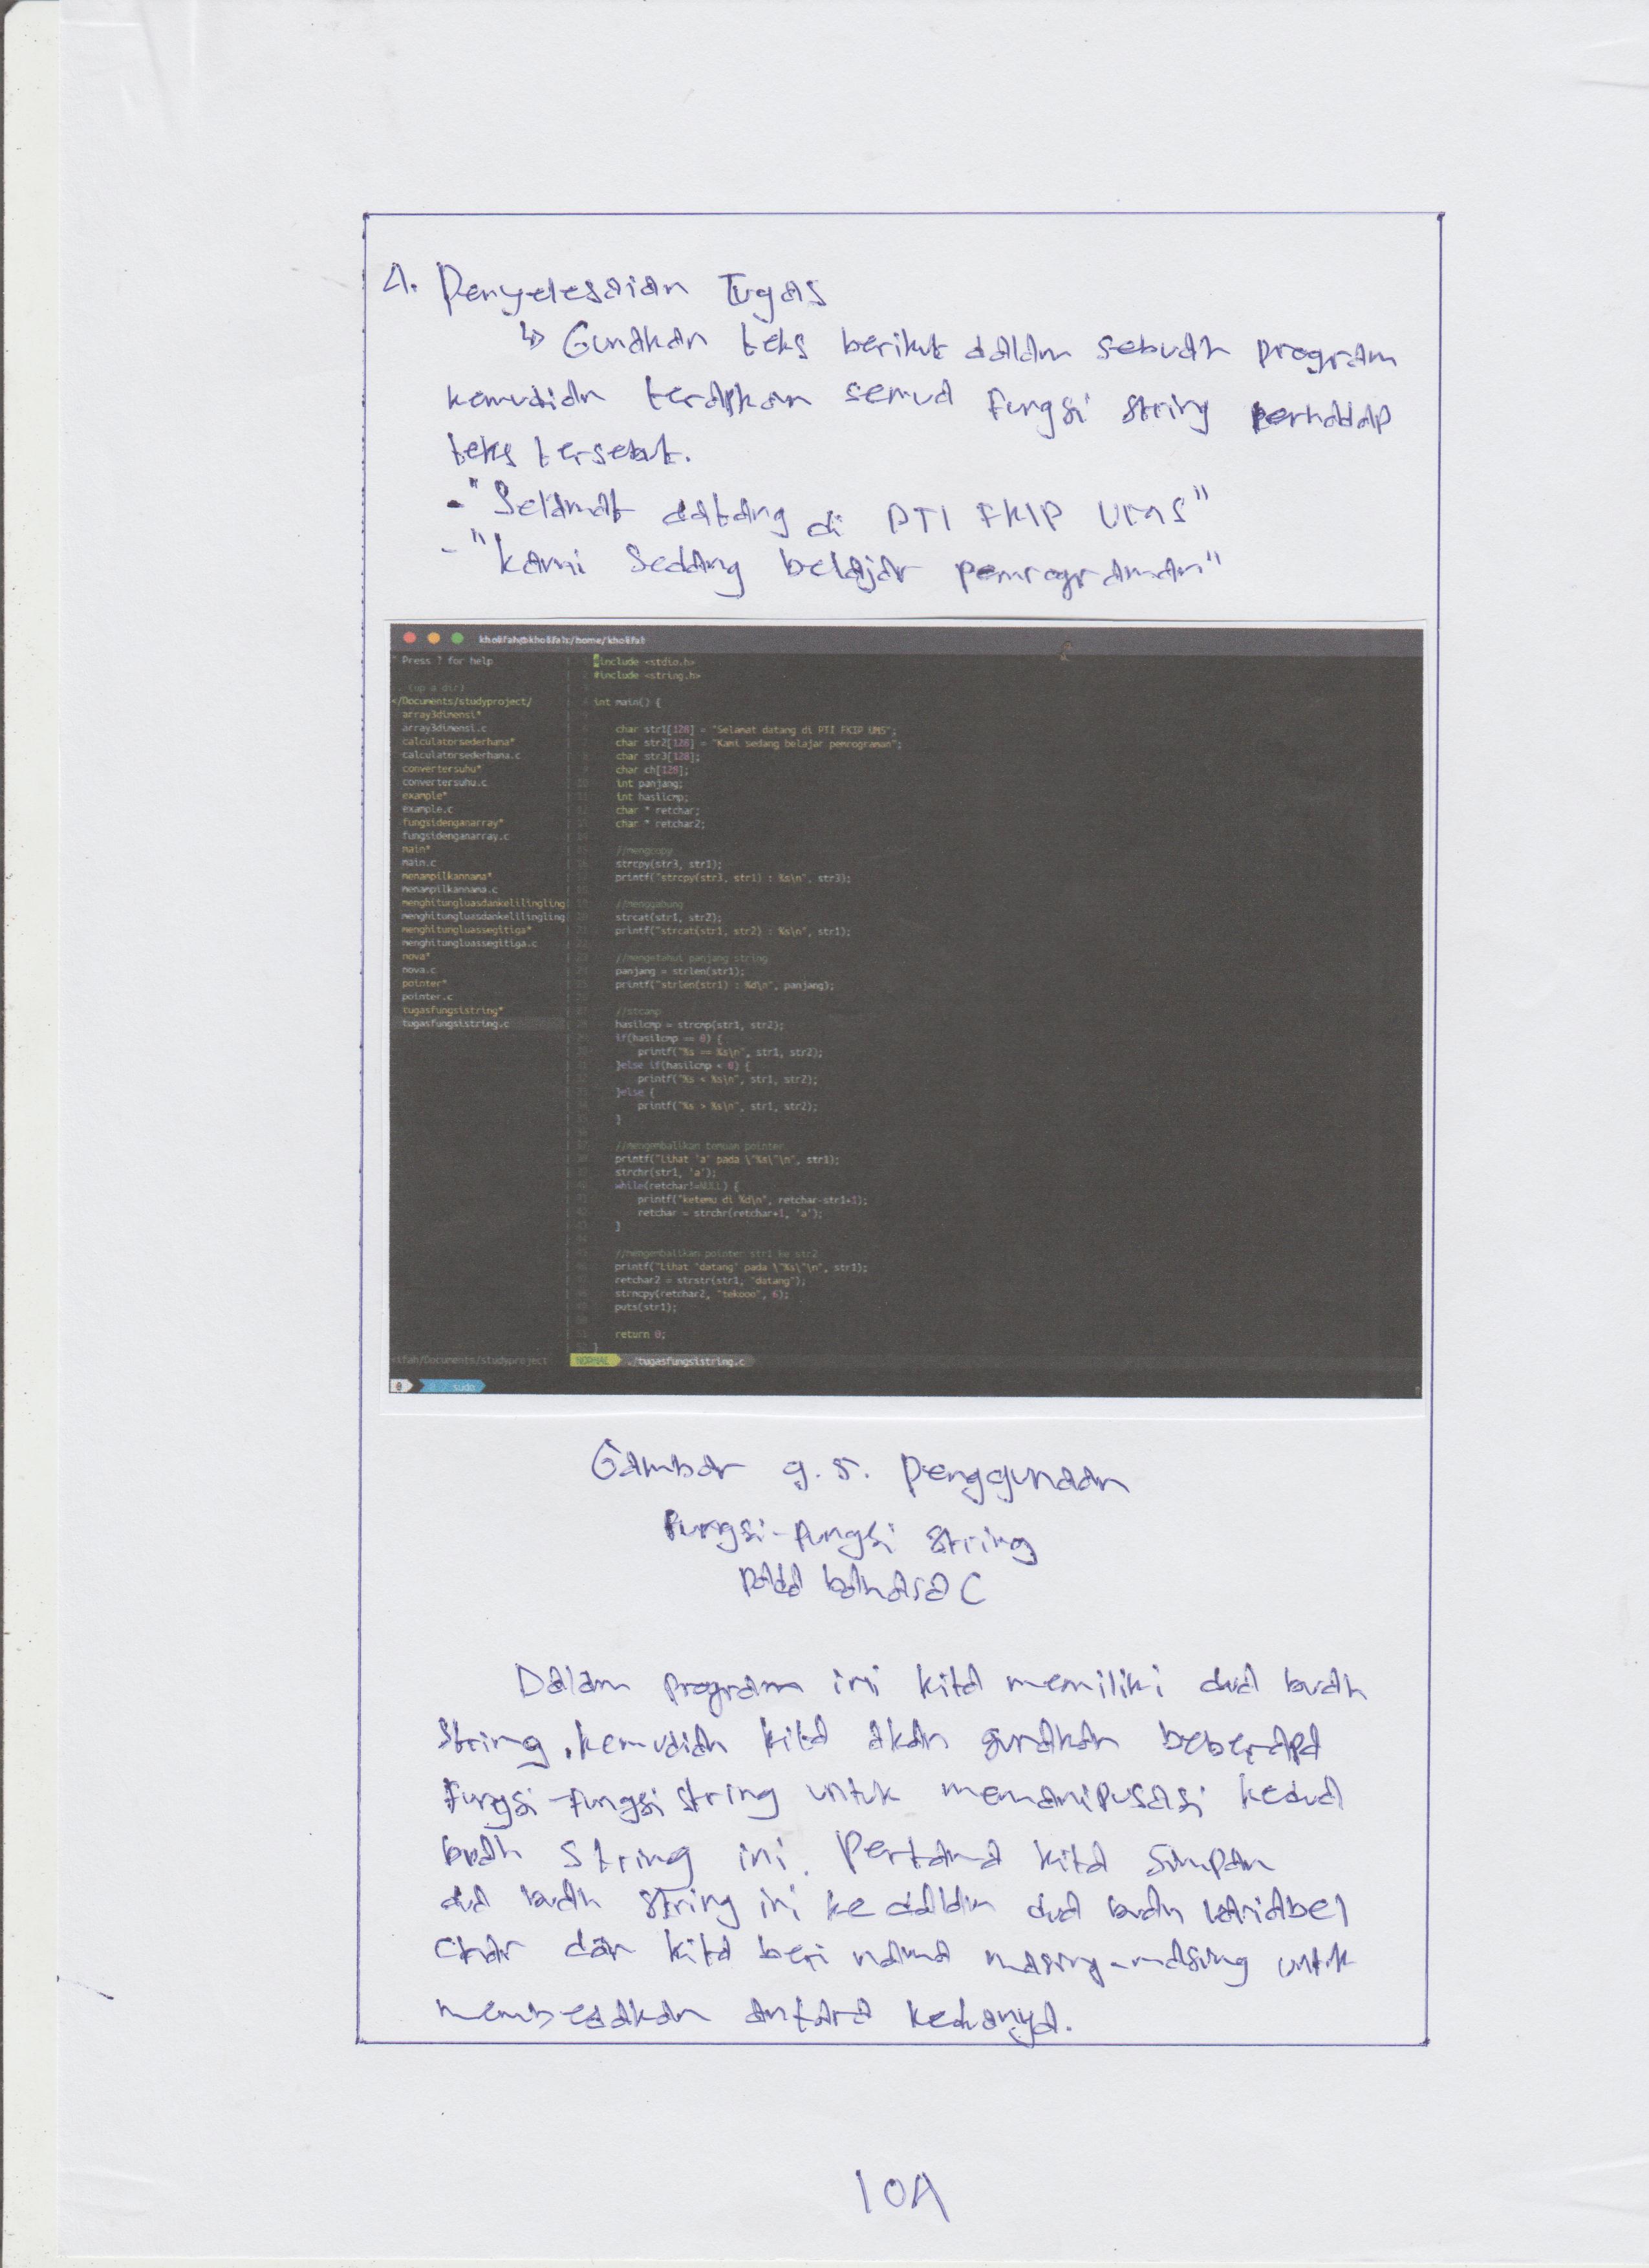 4. Penyelesaian Tugas
↳ Gunakan teks berikut dalam sebuah program
kemudian terapkan semua fungsi string terhadap
teks tersebut.
- "Selamat datang di PTI FKIP UMS"
- "Kami Sedang belajar pemrograman"
kholifah@kholifah:/home/kholifah
" Press ? for help
.. (up a dir)
</Documents/studyproject/
array3dimensi*
array3dimensi.c
calculatorsederhana*
calculatorsederhana.c
convertersuhu*
convertersuhu.c
example*
example.c
fungsidenganarray*
fungsidenganarray.c
main*
main.c
menampilkannama*
menampilkannama.c
menghitungluasdankelilingling
menghitungluasdankelilingling
menghitungluassegitiga*
menghitungluassegitiga.c
nova*
nova.c
pointer*
pointer.c
tugasfungsistring*
tugasfungsistring.c
<ifah/Documents/studyproject
#include <stdio.h>
#include <string.h>
int main() {
char str1[128] = "Selamat datang di PTI FKIP UMS";
char str2[128] = "Kami sedang belajar pemrograman";
char str3[128];
char ch[128];
int panjang;
int hasilcmp;
char * retchar;
char * retchar2;
//mengcopy
strcpy(str3, str1);
printf("strcpy(str3, str1) : %s\n", str3);
//menggabung
strcat(str1, str2);
printf("strcat(str1, str2) : %s\n", str1);
//mengetahui panjang string
panjang = strlen(str1);
printf("strlen(str1) : %d\n", panjang);
//strcmp
hasilcmp = strcmp(str1, str2);
if(hasilcmp == 0) {
printf("%s == %s\n", str1, str2);
}else if(hasilcmp < 0) {
printf("%s < %s\n", str1, str2);
}else {
printf("%s > %s\n", str1, str2);
}
//mengembalikan temuan pointer
printf("Lihat 'a' pada \"%s\"\n", str1);
strchr(str1, 'a');
while(retchar!=NULL) {
printf("ketemu di %d\n", retchar-str1+1);
retchar = strchr(retchar+1, 'a');
}
//mengembalikan pointer str1 ke str2
printf("Lihat 'datang' pada \"%s\"\n", str1);
retchar2 = strstr(str1, "datang");
strncpy(retchar2, "tekooo", 6);
puts(str1);
return 0;
}
NORMAL ./tugasfungsistring.c
0 0 sudo
Gambar 9.5. Penggunaan
Fungsi-fungsi String
pada bahasa C
Dalam program ini kita memiliki dua buah
String. kemudian kita akan gunakan beberapa
fungsi-fungsi string untuk memanipusasi kedua
buah String ini. Pertama kita simpan
dua buah string ini ke dalam dua buah variabel
Char dan kita beri nama masing-masing untuk
membedakan antara keduanya.
10A